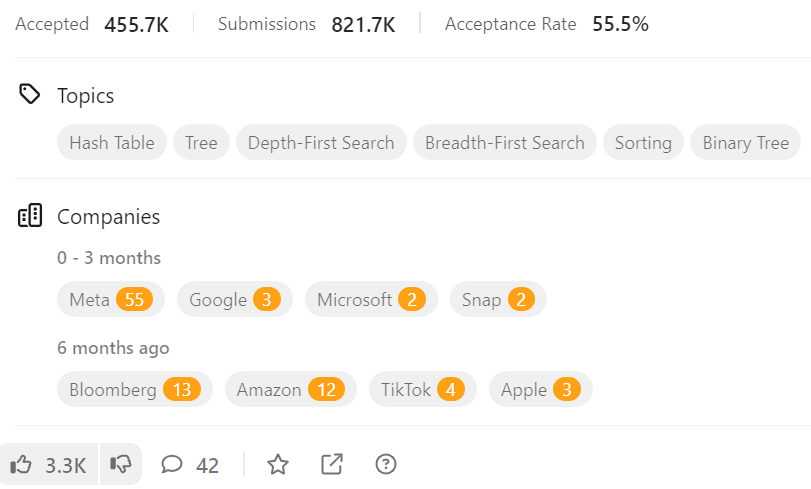 Accepted 455.7K Submissions 821.7K Acceptance Rate 55.5%
Topics
Hash Table Tree Depth-First Search Breadth-First Search Sorting Binary Tree
Companies
0 - 3 months
Meta 55 Google 3 Microsoft 2 Snap 2
6 months ago
Bloomberg 13 Amazon 12 TikTok 4 Apple 3
3.3K 42